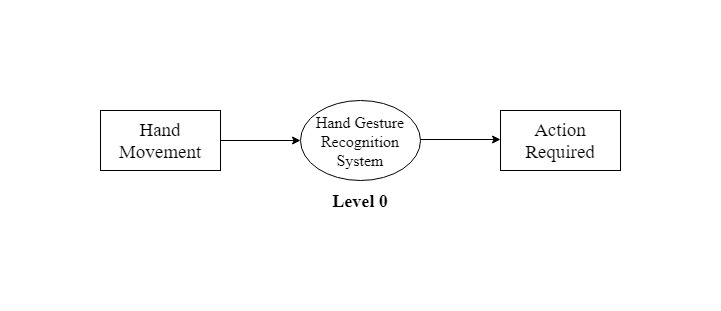 Hand
Movement
Hand Gesture
Recognition
System
Action
Required
Level 0